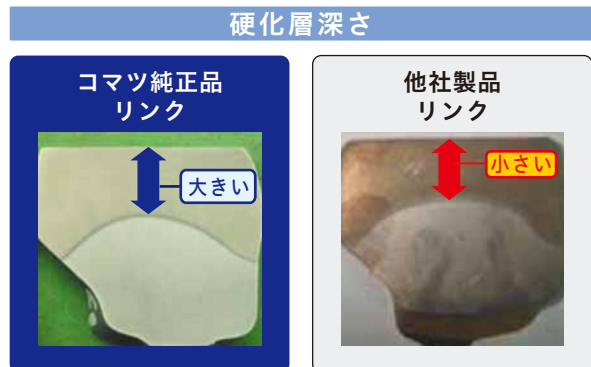 硬化層深さ
コマツ純正品
リンク
大きい
他社製品
リンク
小さい